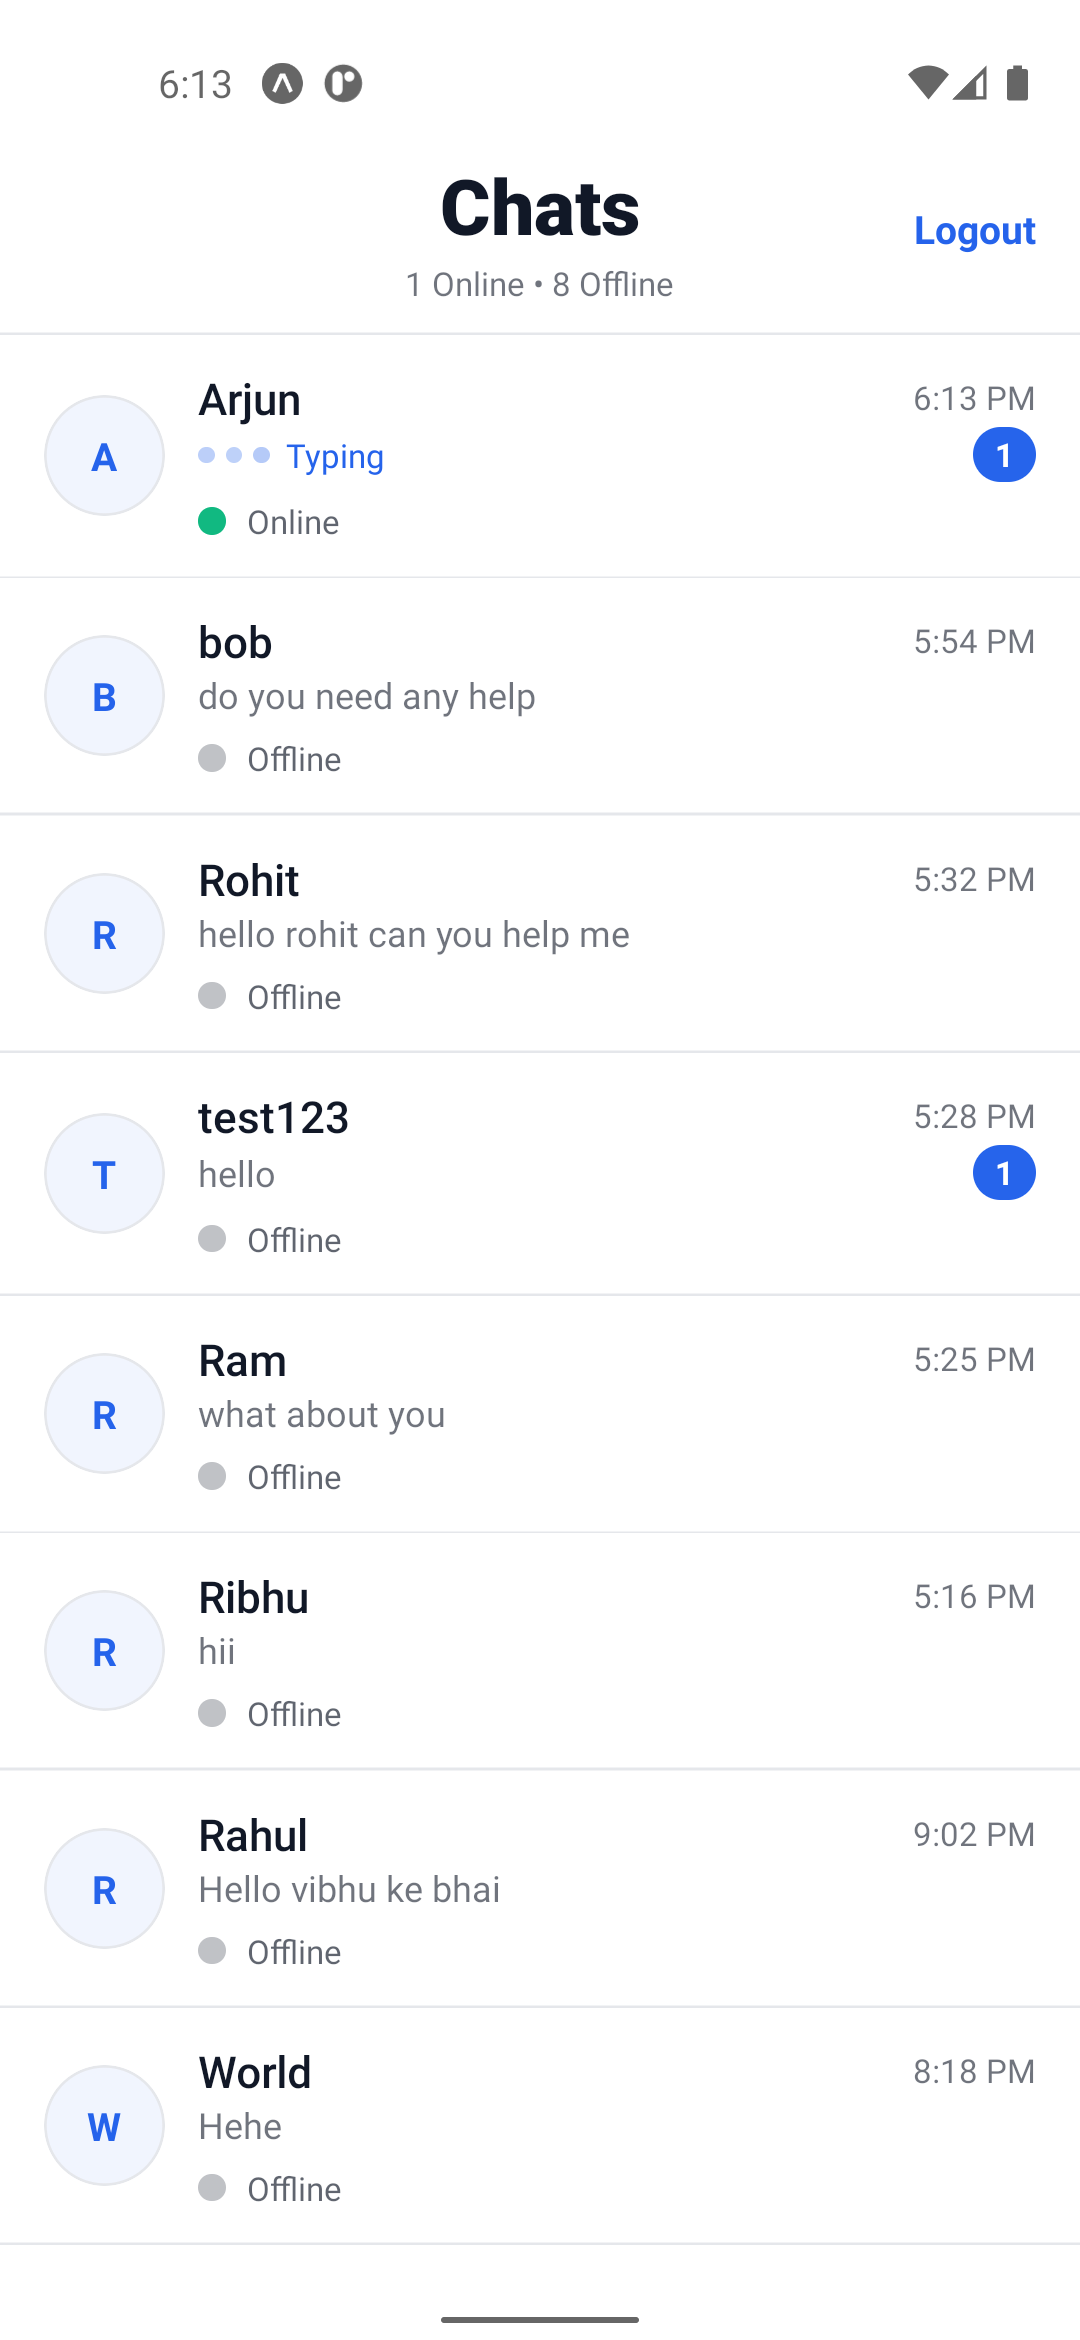 6:13
Chats
Logout
1 Online • 8 Offline
A
Arjun
6:13 PM
Typing
1
Online
B
bob
5:54 PM
do you need any help
Offline
R
Rohit
5:32 PM
hello rohit can you help me
Offline
T
test123
5:28 PM
hello
1
Offline
R
Ram
5:25 PM
what about you
Offline
R
Ribhu
5:16 PM
hii
Offline
R
Rahul
9:02 PM
Hello vibhu ke bhai
Offline
W
World
8:18 PM
Hehe
Offline